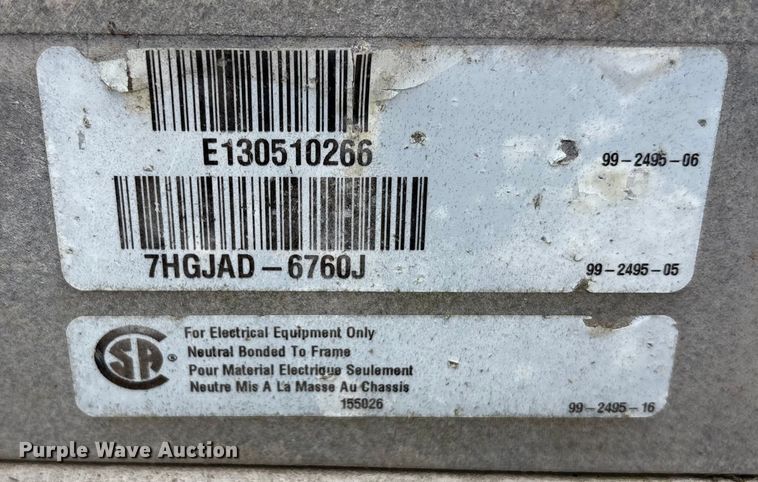 E130510266
99-2495-06
7HGJAD-6760J
99-2495-05
CSA®
For Electrical Equipment Only
Neutral Bonded To Frame
Pour Material Electrique Seulement
Neutre Mis A La Masse Au Chassis
155026
99-2495-16
Purple Wave Auction